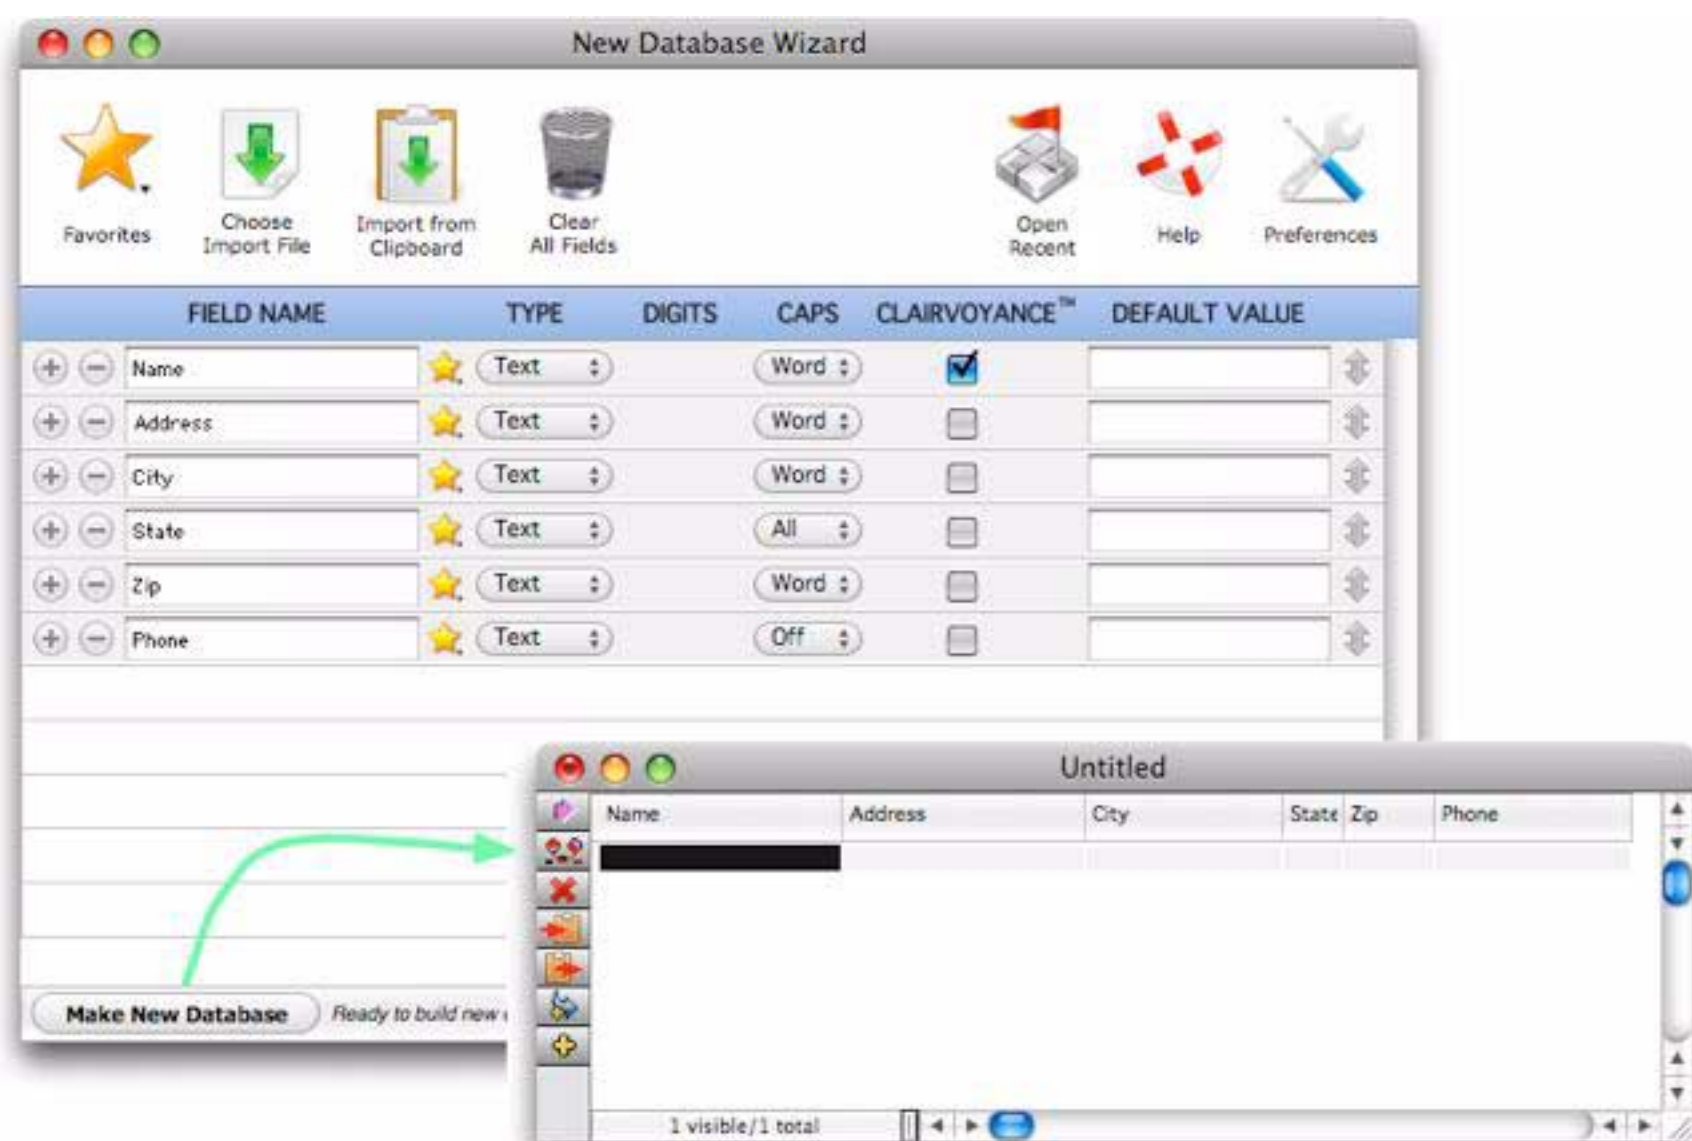 New Database Wizard
Favorites
Choose
Import File
Import from
Clipboard
Clear
All Fields
Open
Recent
Help
Preferences
FIELD NAME TYPE DIGITS CAPS CLAIRVOYANCE™ DEFAULT VALUE
Name Text Word
Address Text Word
City Text Word
State Text All
Zip Text Word
Phone Text Off
Make New Database Ready to build new
Untitled
Name Address City State Zip Phone
1 visible/1 total